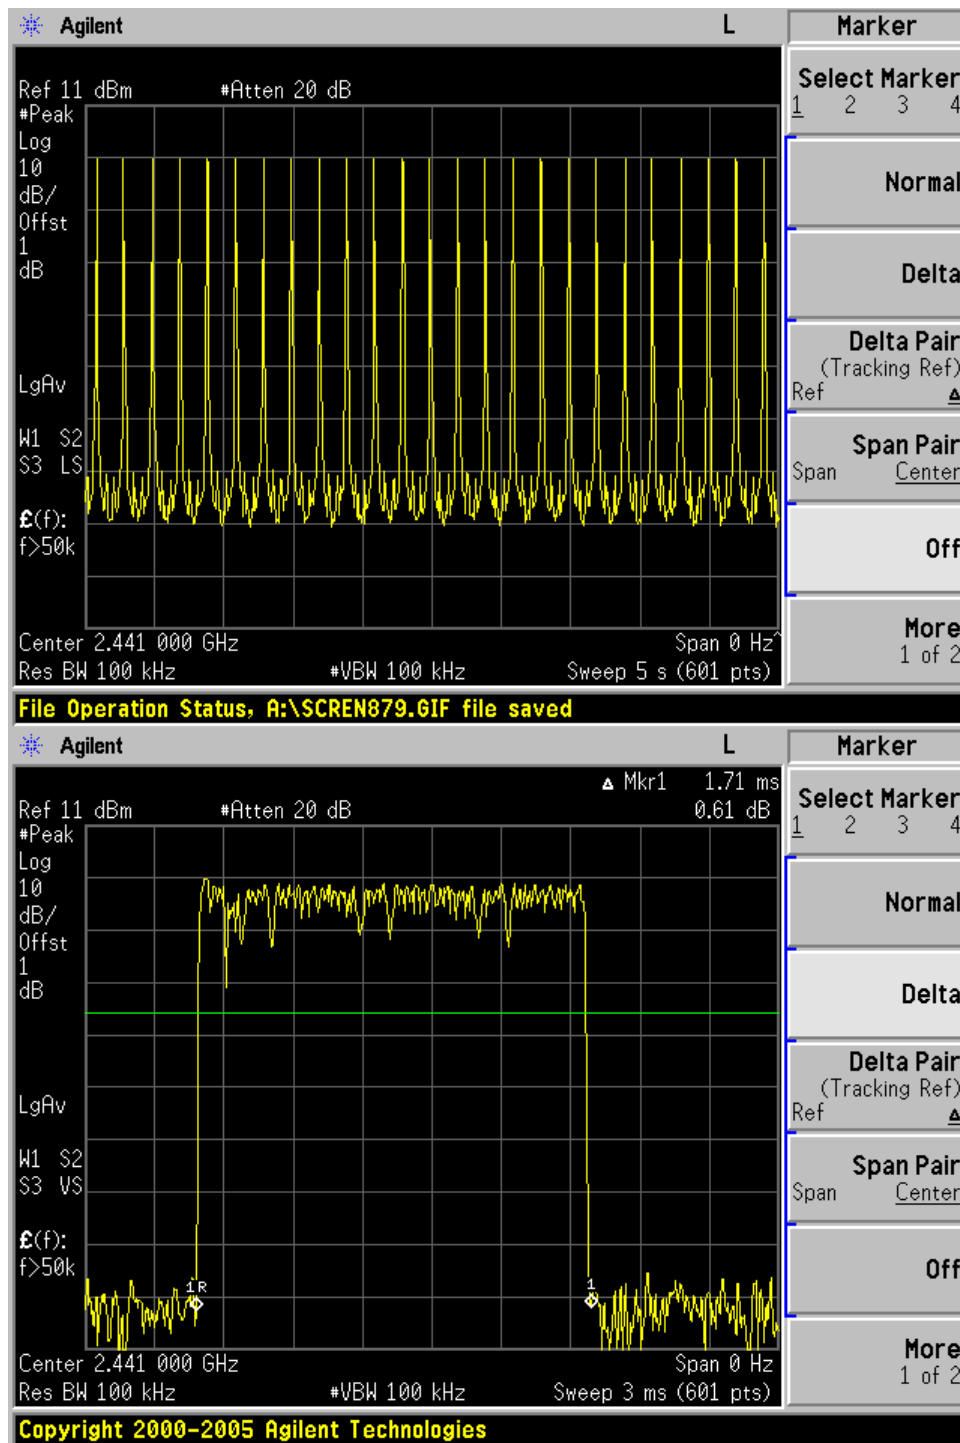 Agilent L Marker
Ref 11 dBm #Atten 20 dB
#Peak
Log
10
dB/
Offst
1
dB
LgAv
W1 S2
S3 LS
£(f):
f>50k
Center 2.441 000 GHz Span 0 Hz^
Res BW 100 kHz #VBW 100 kHz Sweep 5 s (601 pts)
Select Marker
1 2 3 4
Normal
Delta
Delta Pair
(Tracking Ref)
Ref Δ
Span Pair
Span Center
Off
More
1 of 2
File Operation Status, A:\SCREN879.GIF file saved
Agilent L Marker
Δ Mkr1 1.71 ms
Ref 11 dBm #Atten 20 dB 0.61 dB
#Peak
Log
10
dB/
Offst
1
dB
LgAv
W1 S2
S3 VS
£(f):
f>50k
1R
1
Center 2.441 000 GHz Span 0 Hz
Res BW 100 kHz #VBW 100 kHz Sweep 3 ms (601 pts)
Select Marker
1 2 3 4
Normal
Delta
Delta Pair
(Tracking Ref)
Ref Δ
Span Pair
Span Center
Off
More
1 of 2
Copyright 2000-2005 Agilent Technologies